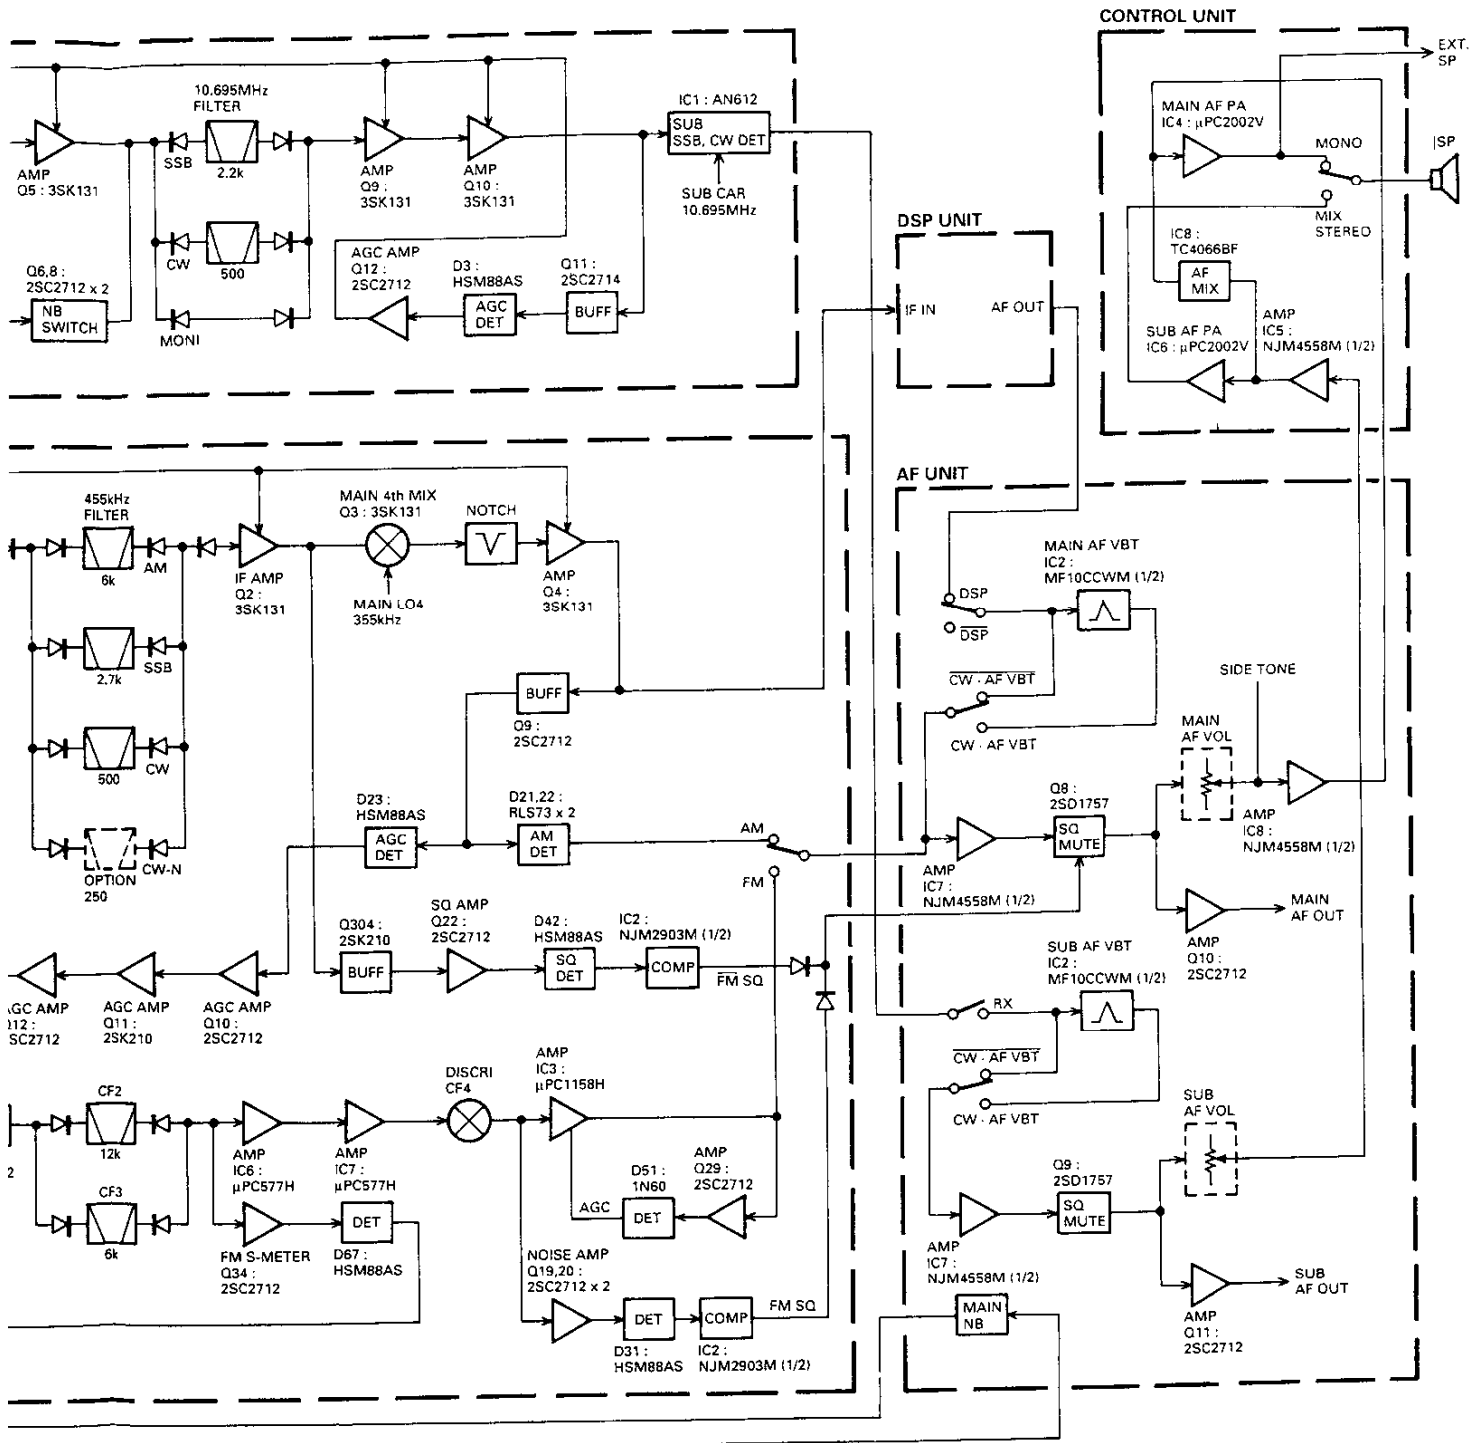 CONTROL UNIT
EXT.
SP
10.695MHz
FILTER
IC1 : AN612
MAIN AF PA
IC4 : μPC2002V
SUB
SSB, CW DET
MONO
SP
SSB
2.2k
AMP
Q5 : 3SK131
AMP
Q9 :
3SK131
AMP
Q10 :
3SK131
SUB CAR
10.695MHz
DSP UNIT
MIX
STEREO
IC8 :
TC4066BF
AF
MIX
CW
500
AGC AMP
Q12 :
2SC2712
D3 :
HSM88AS
Q11 :
2SC2714
Q6,8 :
2SC2712 x 2
NB
SWITCH
AGC
DET
BUFF
IF IN
AF OUT
MONI
SUB AF PA
IC6 : μPC2002V
AMP
IC5 :
NJM4558M (1/2)
AF UNIT
455kHz
FILTER
MAIN 4th MIX
Q3 : 3SK131
NOTCH
6k
AM
IF AMP
Q2 :
3SK131
MAIN LO4
355kHz
AMP
Q4 :
3SK131
MAIN AF VBT
IC2 :
MF10CCWM (1/2)
DSP
DSP
2.7k
SSB
BUFF
Q9 :
2SC2712
CW · AF VBT
CW · AF VBT
SIDE TONE
MAIN
AF VOL
500
CW
D23 :
HSM88AS
D21,22 :
RLS73 x 2
AGC
DET
AM
DET
AM
FM
Q8 :
2SD1757
SQ
MUTE
AMP
IC8 :
NJM4558M (1/2)
OPTION
250
CW-N
AMP
IC7 :
NJM4558M (1/2)
MAIN
AF OUT
AMP
Q10 :
2SC2712
Q304 :
2SK210
SQ AMP
Q22 :
2SC2712
D42 :
HSM88AS
IC2 :
NJM2903M (1/2)
BUFF
SQ
DET
COMP
FM SQ
SUB AF VBT
IC2 :
MF10CCWM (1/2)
RX
AGC AMP
Q12 :
2SC2712
AGC AMP
Q11 :
2SK210
AGC AMP
Q10 :
2SC2712
CW · AF VBT
CW · AF VBT
AMP
IC3 :
μPC1158H
DISCRI
CF4
CF2
12k
2
AMP
IC6 :
μPC577H
AMP
IC7 :
μPC577H
SUB
AF VOL
CF3
6k
D51 :
1N60
AMP
Q29 :
2SC2712
AGC
DET
Q9 :
2SD1757
SQ
MUTE
DET
FM S-METER
Q34 :
2SC2712
D67 :
HSM88AS
NOISE AMP
Q19,20 :
2SC2712 x 2
AMP
IC7 :
NJM4558M (1/2)
SUB
AF OUT
AMP
Q11 :
2SC2712
DET
COMP
FM SQ
MAIN
NB
D31 :
HSM88AS
IC2 :
NJM2903M (1/2)